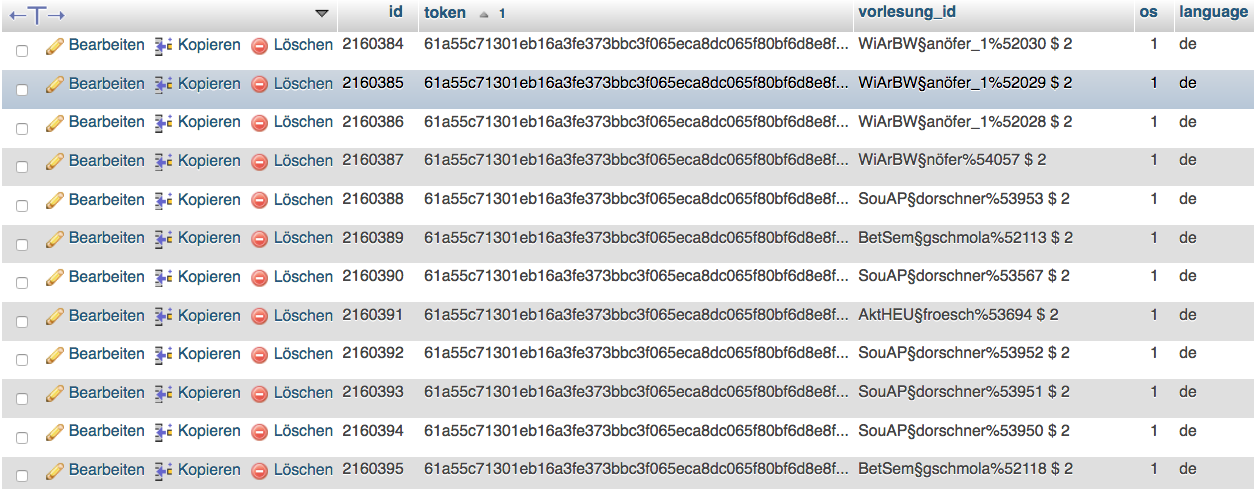 id token 1 vorlesung_id os language
Bearbeiten Kopieren Löschen 2160384 61a55c71301eb16a3fe373bbc3f065eca8dc065f80bf6d8e8f... WiArBW§anöfer_1%52030 $ 2 1 de
Bearbeiten Kopieren Löschen 2160385 61a55c71301eb16a3fe373bbc3f065eca8dc065f80bf6d8e8f... WiArBW§anöfer_1%52029 $ 2 1 de
Bearbeiten Kopieren Löschen 2160386 61a55c71301eb16a3fe373bbc3f065eca8dc065f80bf6d8e8f... WiArBW§anöfer_1%52028 $ 2 1 de
Bearbeiten Kopieren Löschen 2160387 61a55c71301eb16a3fe373bbc3f065eca8dc065f80bf6d8e8f... WiArBW§nöfer%54057 $ 2 1 de
Bearbeiten Kopieren Löschen 2160388 61a55c71301eb16a3fe373bbc3f065eca8dc065f80bf6d8e8f... SouAP§dorschner%53953 $ 2 1 de
Bearbeiten Kopieren Löschen 2160389 61a55c71301eb16a3fe373bbc3f065eca8dc065f80bf6d8e8f... BetSem§gschmola%52113 $ 2 1 de
Bearbeiten Kopieren Löschen 2160390 61a55c71301eb16a3fe373bbc3f065eca8dc065f80bf6d8e8f... SouAP§dorschner%53567 $ 2 1 de
Bearbeiten Kopieren Löschen 2160391 61a55c71301eb16a3fe373bbc3f065eca8dc065f80bf6d8e8f... AktHEU§froesch%53694 $ 2 1 de
Bearbeiten Kopieren Löschen 2160392 61a55c71301eb16a3fe373bbc3f065eca8dc065f80bf6d8e8f... SouAP§dorschner%53952 $ 2 1 de
Bearbeiten Kopieren Löschen 2160393 61a55c71301eb16a3fe373bbc3f065eca8dc065f80bf6d8e8f... SouAP§dorschner%53951 $ 2 1 de
Bearbeiten Kopieren Löschen 2160394 61a55c71301eb16a3fe373bbc3f065eca8dc065f80bf6d8e8f... SouAP§dorschner%53950 $ 2 1 de
Bearbeiten Kopieren Löschen 2160395 61a55c71301eb16a3fe373bbc3f065eca8dc065f80bf6d8e8f... BetSem§gschmola%52118 $ 2 1 de